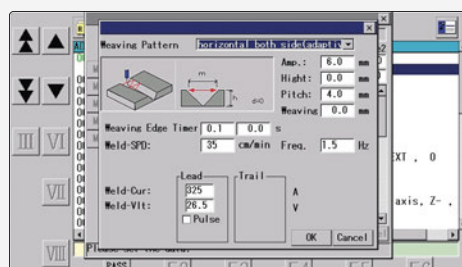 Weaving Pattern horizontal both side(adaptiv
Amp.: 6.0 mm
Hight: 0.0 mm
Pitch: 4.0 mm
Weaving 0.0 mm
m
h
d=0
Weaving Edge Timer 0.1 0.0 s
Weld-SPD: 35 cm/min Freq. 1.5 Hz
Lead Trail
Weld-Cur: 325 A
Weld-Vlt: 26.5 V
Pulse
OK Cancel
III VI
VII
VIII
EXT , O
axis, Z- ,
Please set the data.
PASS